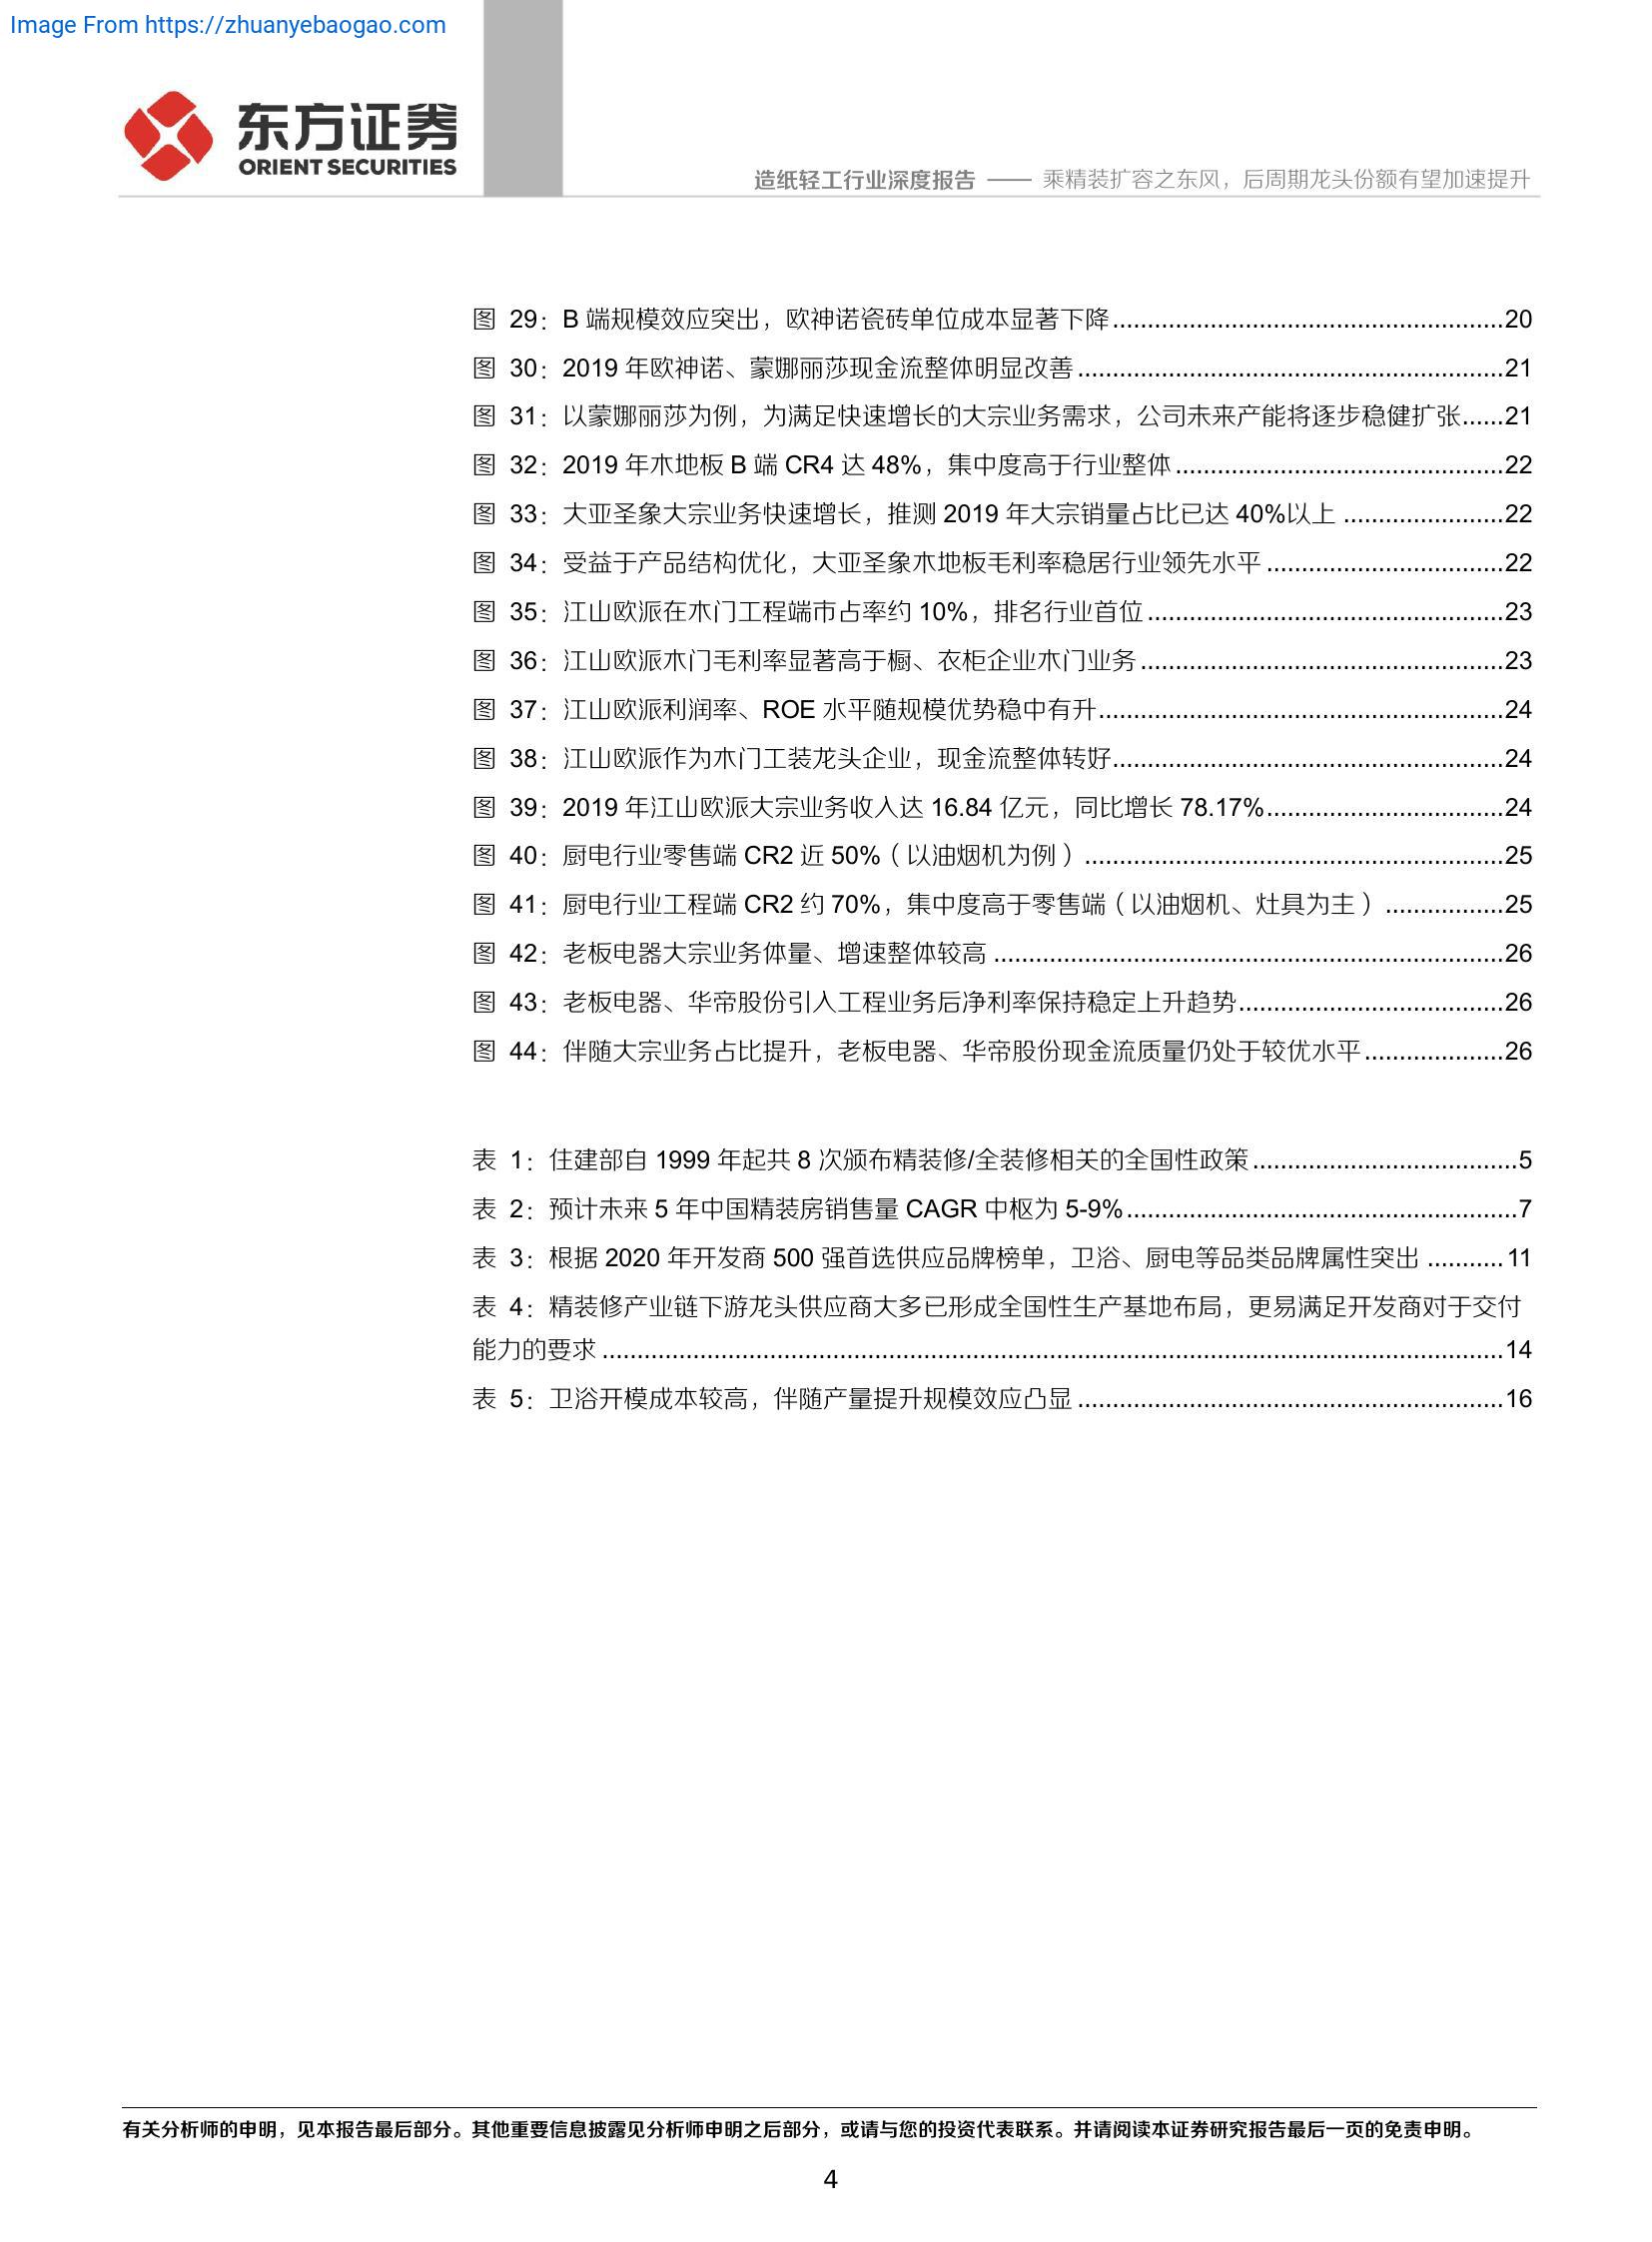 Image From https://zhuanyebaogao.com
东方证券
ORIENT SECURITIES
造纸轻工行业深度报告 —— 乘精装扩容之东风，后周期龙头份额有望加速提升
图 29：B 端规模效应突出，欧神诺瓷砖单位成本显著下降........................................................20
图 30：2019 年欧神诺、蒙娜丽莎现金流整体明显改善.............................................................21
图 31：以蒙娜丽莎为例，为满足快速增长的大宗业务需求，公司未来产能将逐步稳健扩张......21
图 32：2019 年木地板 B 端 CR4 达 48%，集中度高于行业整体...............................................22
图 33：大亚圣象大宗业务快速增长，推测 2019 年大宗销量占比已达 40%以上.......................22
图 34：受益于产品结构优化，大亚圣象木地板毛利率稳居行业领先水平..................................22
图 35：江山欧派在木门工程端市占率约 10%，排名行业首位...................................................23
图 36：江山欧派木门毛利率显著高于橱、衣柜企业木门业务....................................................23
图 37：江山欧派利润率、ROE 水平随规模优势稳中有升..........................................................24
图 38：江山欧派作为木门工装龙头企业，现金流整体转好........................................................24
图 39：2019 年江山欧派大宗业务收入达 16.84 亿元，同比增长 78.17%..................................24
图 40：厨电行业零售端 CR2 近 50%（以油烟机为例）............................................................25
图 41：厨电行业工程端 CR2 约 70%，集中度高于零售端（以油烟机、灶具为主）.................25
图 42：老板电器大宗业务体量、增速整体较高.........................................................................26
图 43：老板电器、华帝股份引入工程业务后净利率保持稳定上升趋势......................................26
图 44：伴随大宗业务占比提升，老板电器、华帝股份现金流质量仍处于较优水平....................26
表 1：住建部自 1999 年起共 8 次颁布精装修/全装修相关的全国性政策......................................5
表 2：预计未来 5 年中国精装房销售量 CAGR 中枢为 5-9%........................................................7
表 3：根据 2020 年开发商 500 强首选供应品牌榜单，卫浴、厨电等品类品牌属性突出...........11
表 4：精装修产业链下游龙头供应商大多已形成全国性生产基地布局，更易满足开发商对于交付
能力的要求.................................................................................................................................14
表 5：卫浴开模成本较高，伴随产量提升规模效应凸显.............................................................16
有关分析师的申明，见本报告最后部分。其他重要信息披露见分析师申明之后部分，或请与您的投资代表联系。并请阅读本证券研究报告最后一页的免责申明。
4